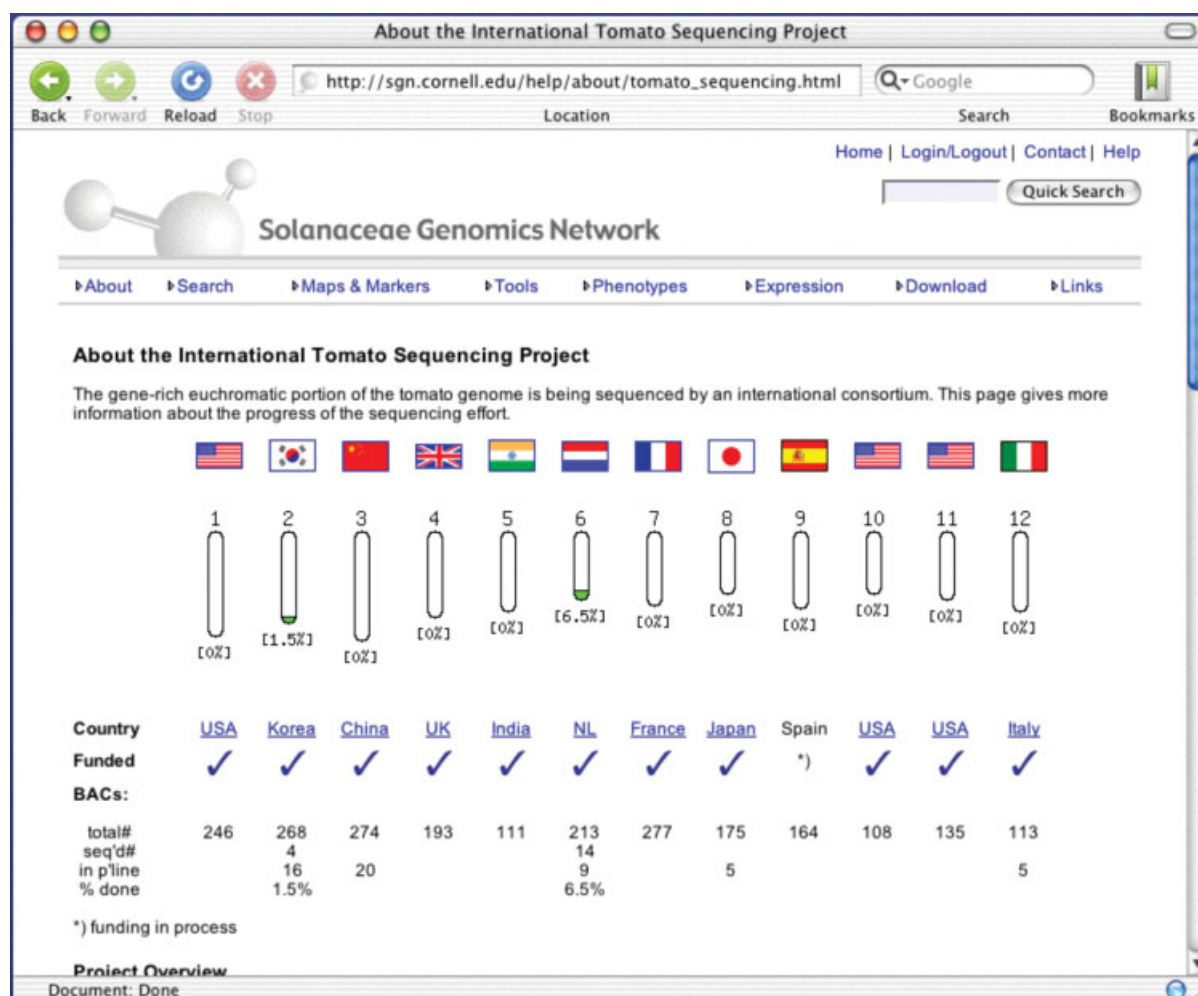 About the International Tomato Sequencing Project
http://sgn.cornell.edu/help/about/tomato_sequencing.html
Google
Back Forward Reload Stop Location Search Bookmarks
Home | Login/Logout | Contact | Help
Quick Search
Solanaceae Genomics Network
About Search Maps & Markers Tools Phenotypes Expression Download Links
About the International Tomato Sequencing Project
The gene-rich euchromatic portion of the tomato genome is being sequenced by an international consortium. This page gives more
information about the progress of the sequencing effort.
1 2 3 4 5 6 7 8 9 10 11 12
[0%] [1.5%] [0%] [0%] [0%] [6.5%] [0%] [0%] [0%] [0%] [0%] [0%]
Country USA Korea China UK India NL France Japan Spain USA USA Italy
Funded ✓ ✓ ✓ ✓ ✓ ✓ ✓ ✓ *) ✓ ✓ ✓
BACs:
total# 246 268 274 193 111 213 277 175 164 108 135 113
seq'd# 4 14
in p'line 16 20 9 5 5
% done 1.5% 6.5%
*) funding in process
Project Overview
Document: Done